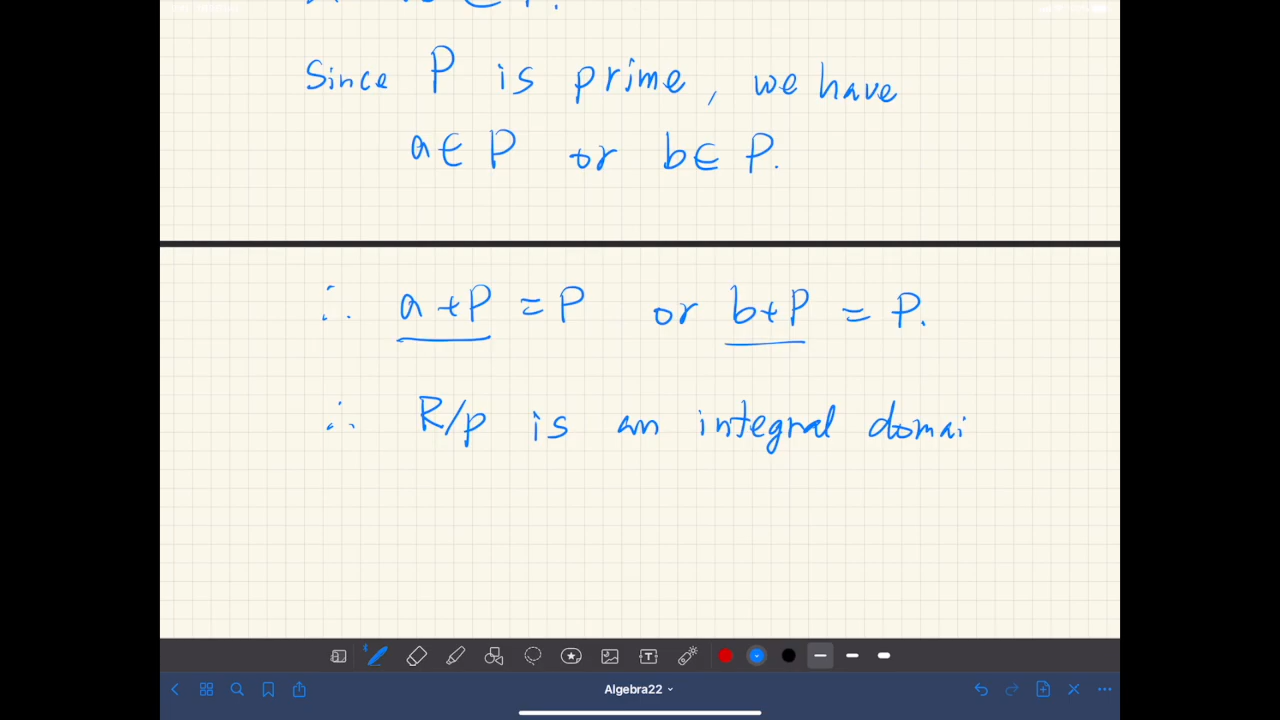 Since P is prime, we have
a ∈ P or b ∈ P.
∴ a + P = P or b + P = P.
∴ R/p is an integral domai
Algebra22